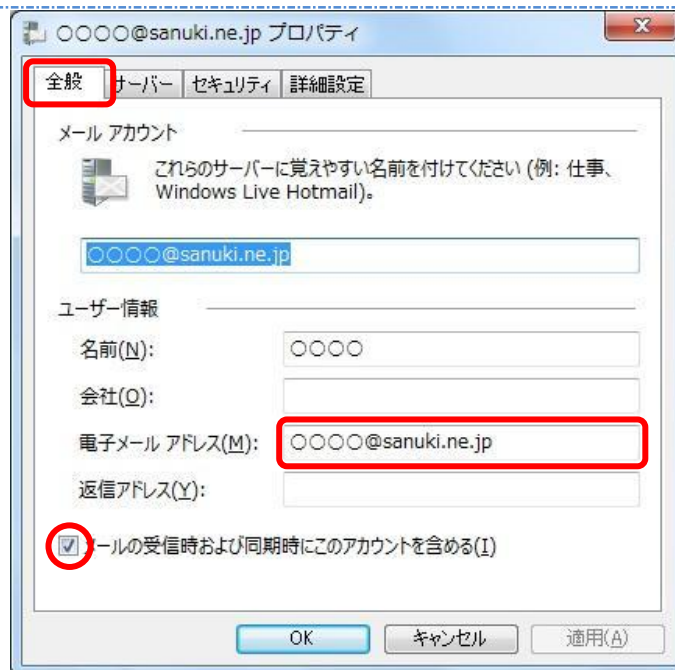 〇〇〇〇@sanuki.ne.jp プロパティ
全般 サーバー セキュリティ 詳細設定
メール アカウント
これらのサーバーに覚えやすい名前を付けてください (例: 仕事、
Windows Live Hotmail)。
〇〇〇〇@sanuki.ne.jp
ユーザー情報
名前(N): 〇〇〇〇
会社(O):
電子メール アドレス(M): 〇〇〇〇@sanuki.ne.jp
返信アドレス(Y):
メールの受信時および同期時にこのアカウントを含める(I)
OK キャンセル 適用(A)